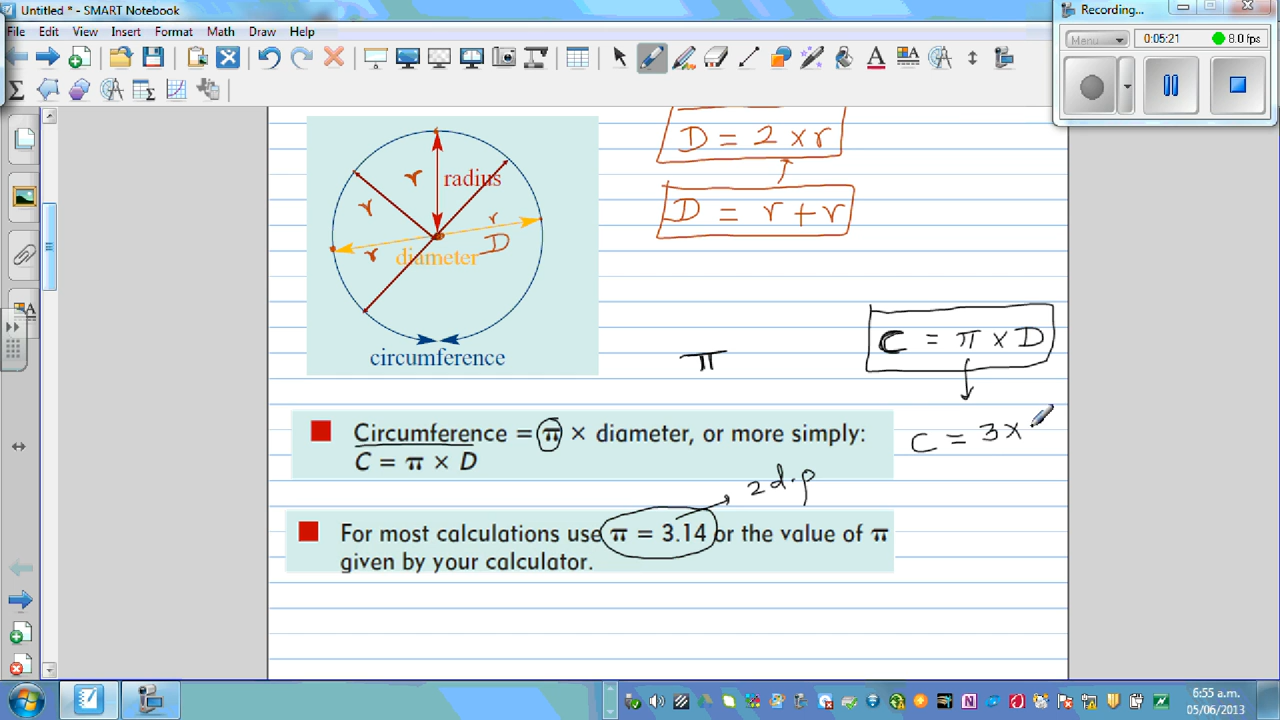 Untitled * - SMART Notebook
File Edit View Insert Format Math Draw Help
Recording...
Menu 0:05:21 8.0 fps
D = 2 × r
D = r + r
r radius
r
r
D
r diameter
circumference
π
C = π × D
C = 3 ×
Circumference = π × diameter, or more simply:
C = π × D
2 d.p
For most calculations use π = 3.14 or the value of π
given by your calculator.
6:55 a.m.
05/06/2013